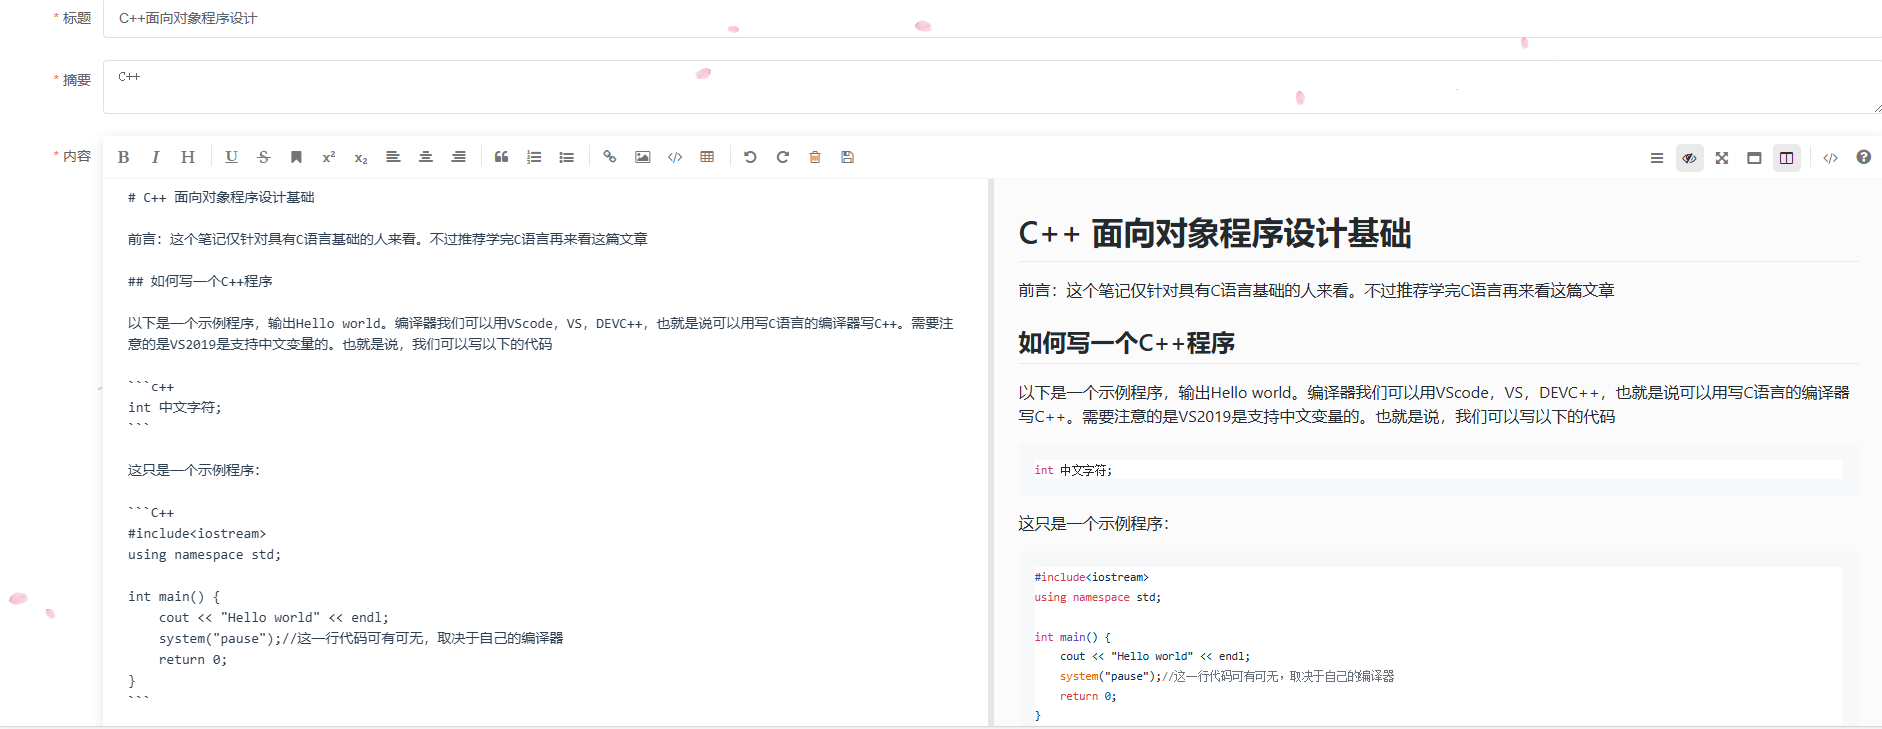 * 标题
C++面向对象程序设计
* 摘要
C++
* 内容
B I H U S x² x₂
# C++ 面向对象程序设计基础
前言：这个笔记仅针对具有C语言基础的人来看。不过推荐学完C语言再来看这篇文章
## 如何写一个C++程序
以下是一个示例程序，输出Hello world。编译器我们可以用VScode，VS，DEVC++，也就是说可以用写C语言的编译器写C++。需要注
意的是VS2019是支持中文变量的。也就是说，我们可以写以下的代码
```c++
int 中文字符;
```
这只是一个示例程序：
```C++
#include<iostream>
using namespace std;
int main() {
    cout << "Hello world" << endl;
    system("pause");//这一行代码可有可无，取决于自己的编译器
    return 0;
}
```
C++ 面向对象程序设计基础
前言：这个笔记仅针对具有C语言基础的人来看。不过推荐学完C语言再来看这篇文章
如何写一个C++程序
以下是一个示例程序，输出Hello world。编译器我们可以用VScode，VS，DEVC++，也就是说可以用写C语言的编译器
写C++。需要注意的是VS2019是支持中文变量的。也就是说，我们可以写以下的代码
int 中文字符;
这只是一个示例程序：
#include<iostream>
using namespace std;
int main() {
    cout << "Hello world" << endl;
    system("pause");//这一行代码可有可无，取决于自己的编译器
    return 0;
}